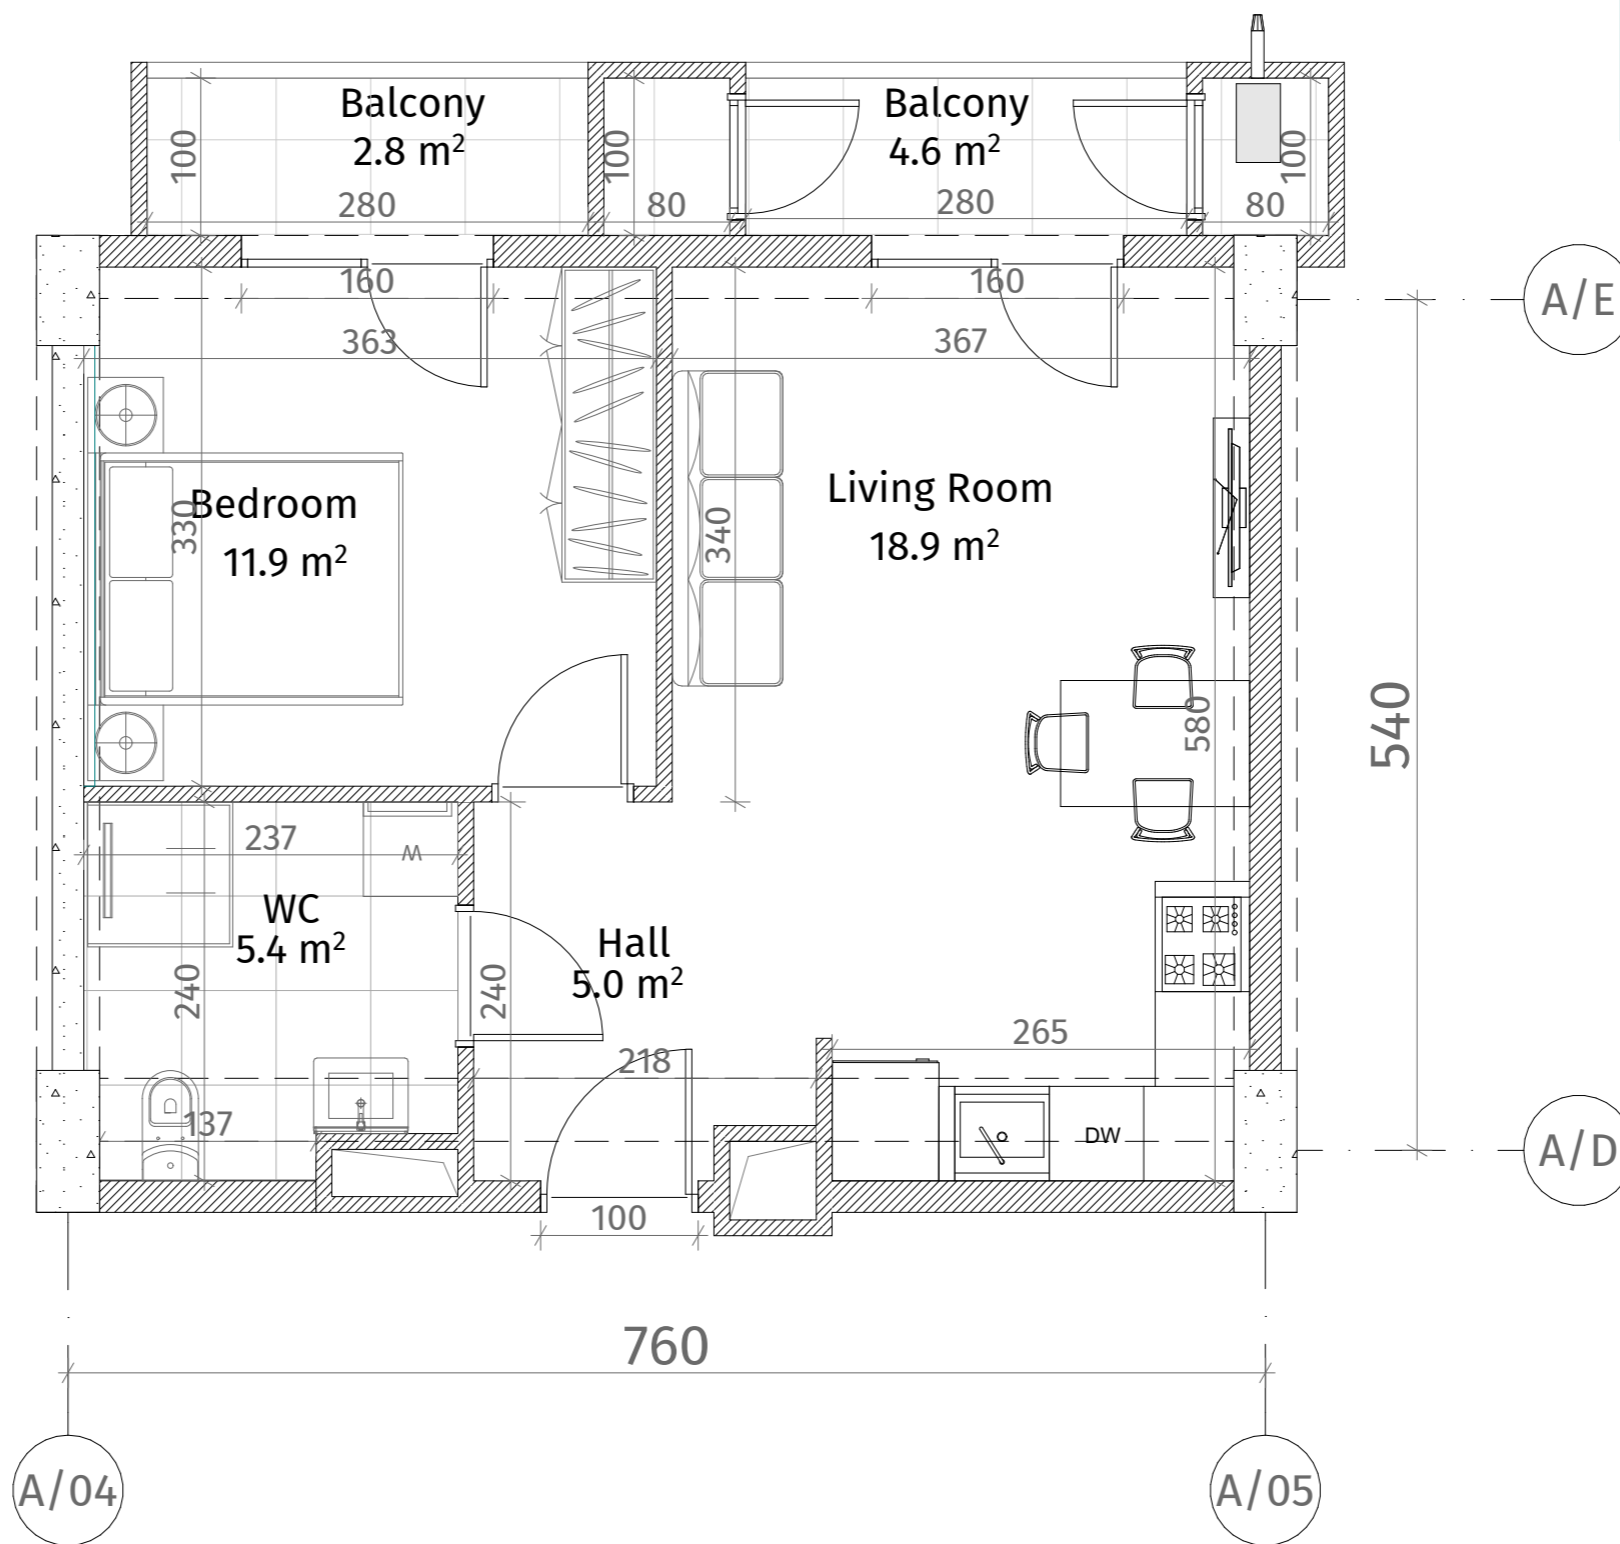 Balcony
2.8 m²
Balcony
4.6 m²
100
100
100
280
80
280
80
160
160
363
367
A/E
Bedroom
11.9 m²
330
340
Living Room
18.9 m²
580
540
237
W
WC
5.4 m²
240
240
Hall
5.0 m²
265
218
137
DW
A/D
100
760
A/04
A/05